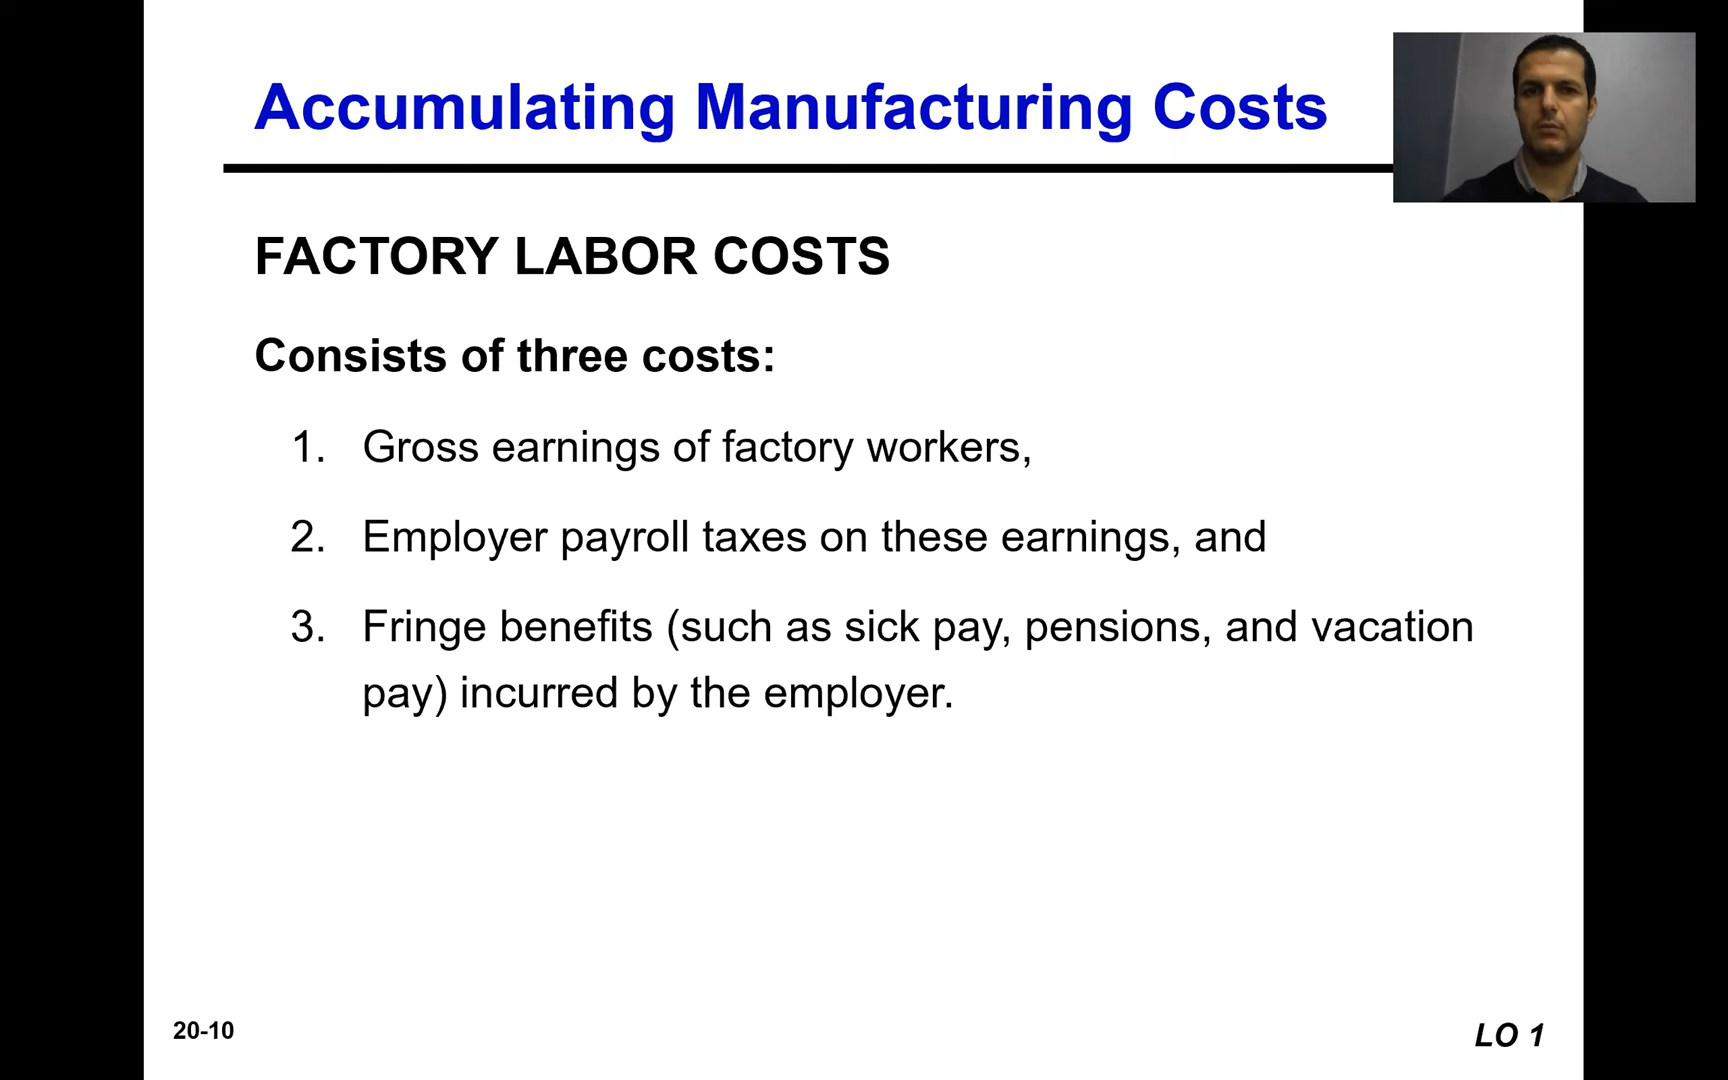 Accumulating Manufacturing Costs
FACTORY LABOR COSTS
Consists of three costs:
1. Gross earnings of factory workers,
2. Employer payroll taxes on these earnings, and
3. Fringe benefits (such as sick pay, pensions, and vacation
pay) incurred by the employer.
20-10
LO 1